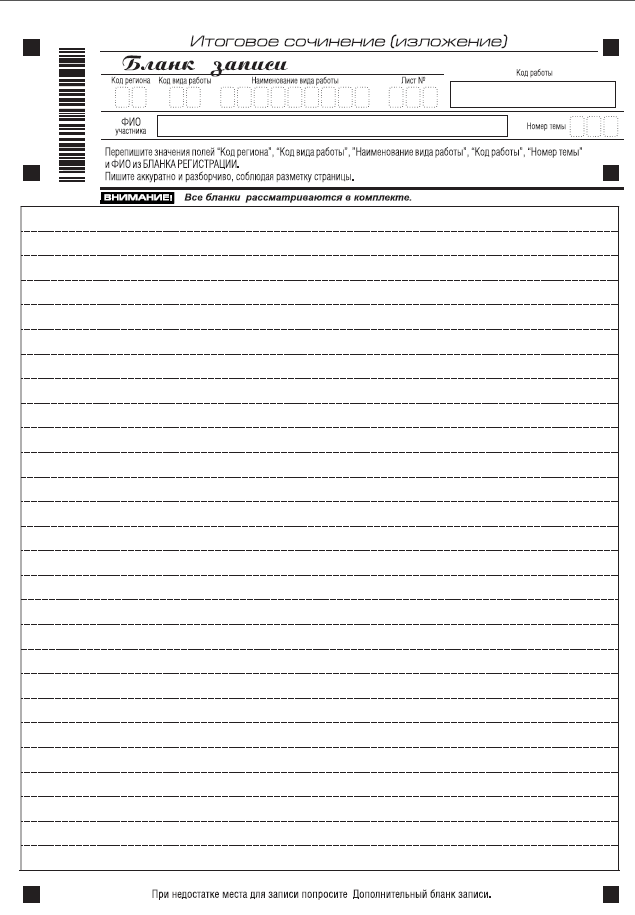 Итоговое сочинение (изложение)
Бланк записи
Код региона Код вида работы Наименование вида работы Лист № Код работы
ФИО участника Номер темы
Перепишите значения полей "Код региона", "Код вида работы", "Наименование вида работы", "Код работы", "Номер темы"
и ФИО из БЛАНКА РЕГИСТРАЦИИ.
Пишите аккуратно и разборчиво, соблюдая разметку страницы.
ВНИМАНИЕ! Все бланки рассматриваются в комплекте.
При недостатке места для записи попросите Дополнительный бланк записи.